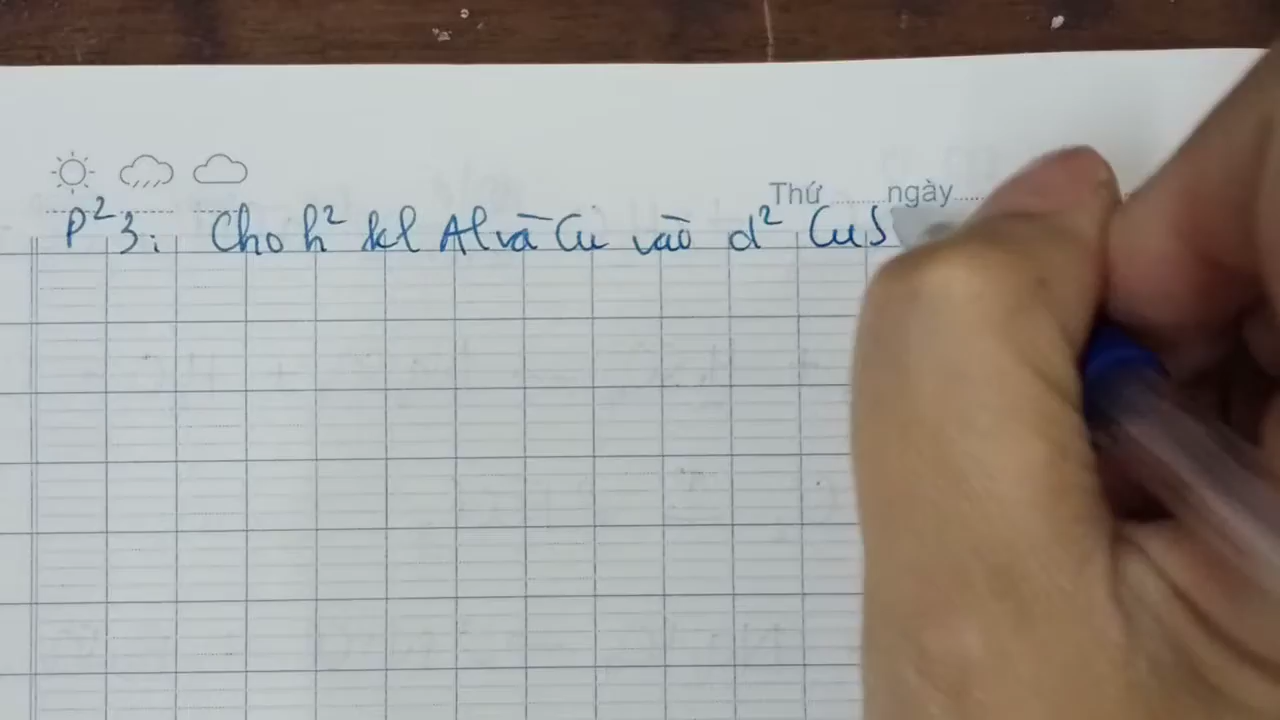 Thứ ........ ngày......
P² 3: Cho h² kl Al và Cu vào d² CuS